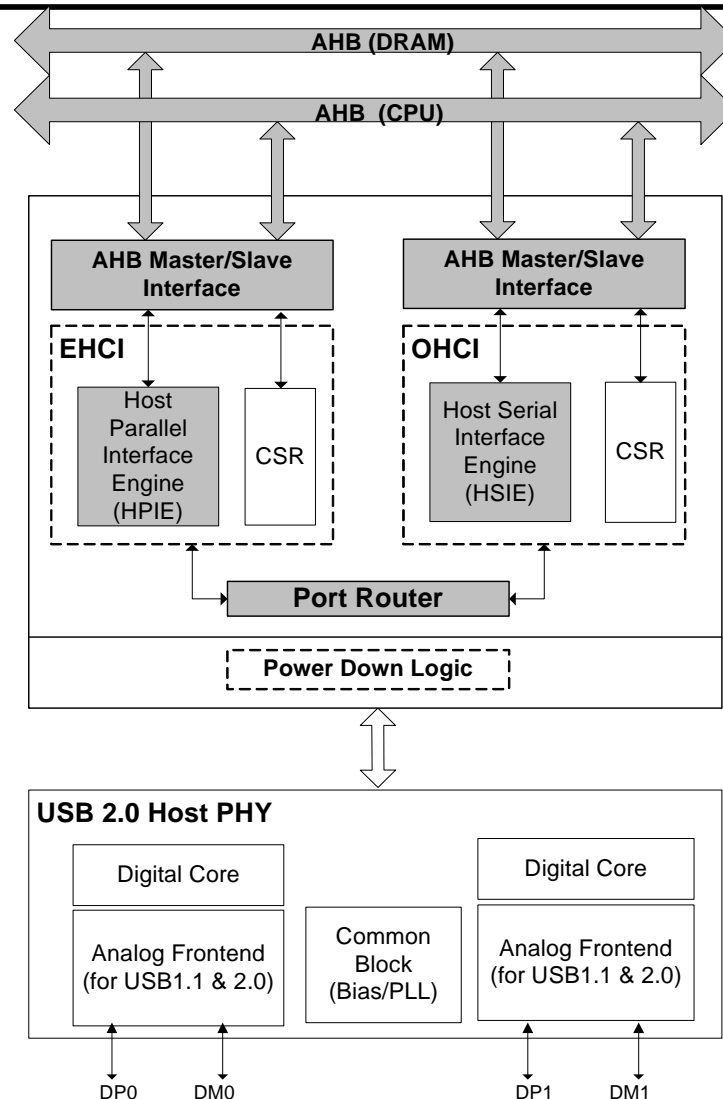 AHB (DRAM)
AHB (CPU)
AHB Master/Slave
Interface
AHB Master/Slave
Interface
EHCI
Host
Parallel
Interface
Engine
(HPIE)
CSR
OHCI
Host Serial
Interface
Engine
(HSIE)
CSR
Port Router
Power Down Logic
USB 2.0 Host PHY
Digital Core
Analog Frontend
(for USB1.1 & 2.0)
Common
Block
(Bias/PLL)
Digital Core
Analog Frontend
(for USB1.1 & 2.0)
DP0
DM0
DP1
DM1